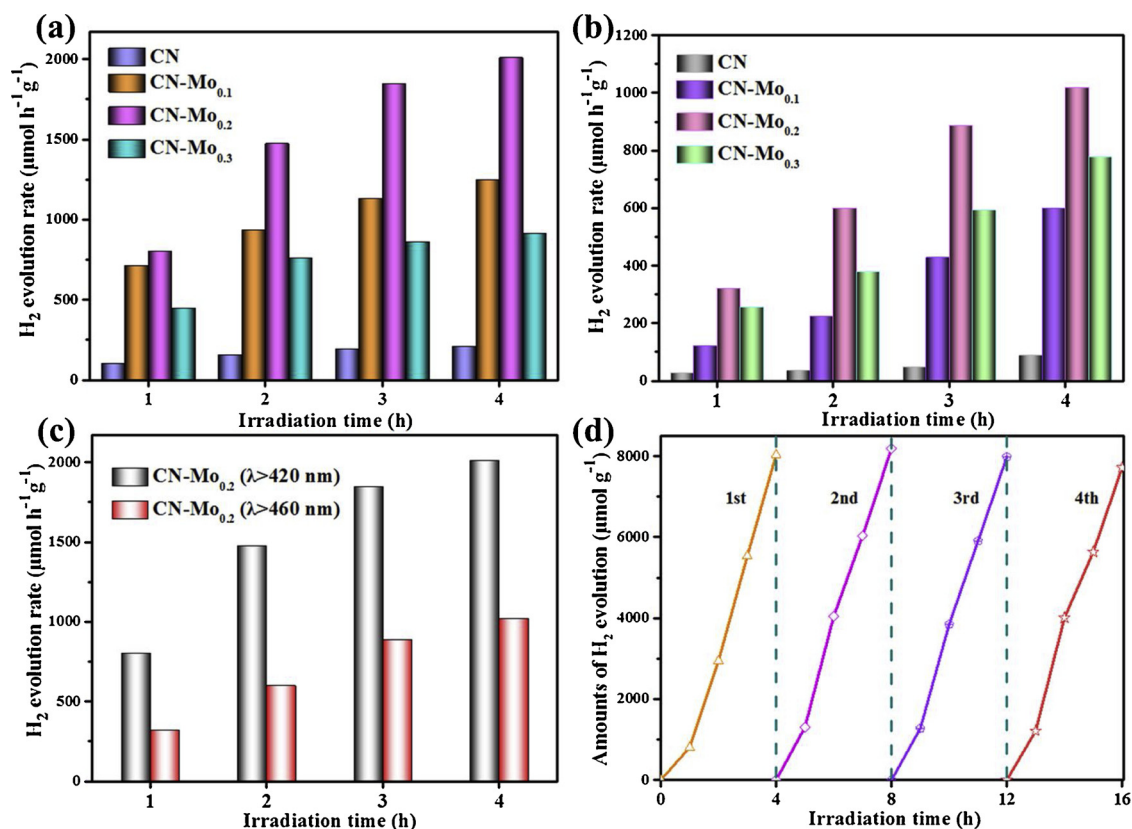 (a)
H₂ evolution rate (μmol h⁻¹g⁻¹)
2000
1500
1000
500
0
CN
CN-Mo₀.₁
CN-Mo₀.₂
CN-Mo₀.₃
1 2 3 4
Irradiation time (h)
(b)
H₂ evolution rate (μmol h⁻¹g⁻¹)
1200
1000
800
600
400
200
0
CN
CN-Mo₀.₁
CN-Mo₀.₂
CN-Mo₀.₃
1 2 3 4
Irradiation time (h)
(c)
H₂ evolution rate (μmol h⁻¹g⁻¹)
2000
1500
1000
500
0
CN-Mo₀.₂ (λ>420 nm)
CN-Mo₀.₂ (λ>460 nm)
1 2 3 4
Irradiation time (h)
(d)
Amounts of H₂ evolution (μmol g⁻¹)
8000
6000
4000
2000
0
1st 2nd 3rd 4th
0 4 8 12 16
Irradiation time (h)